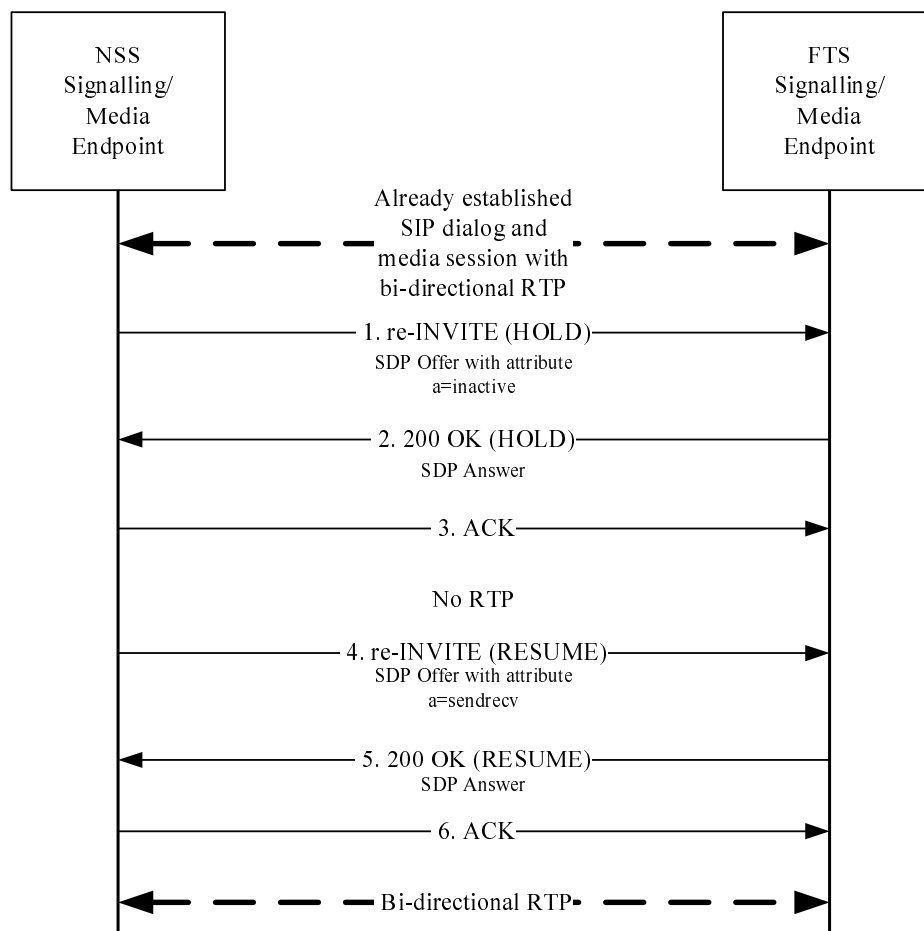 NSS
Signalling/
Media
Endpoint
FTS
Signalling/
Media
Endpoint
Already established
SIP dialog and
media session with
bi-directional RTP
1. re-INVITE (HOLD)
SDP Offer with attribute
a=inactive
2. 200 OK (HOLD)
SDP Answer
3. ACK
No RTP
4. re-INVITE (RESUME)
SDP Offer with attribute
a=sendrecv
5. 200 OK (RESUME)
SDP Answer
6. ACK
Bi-directional RTP